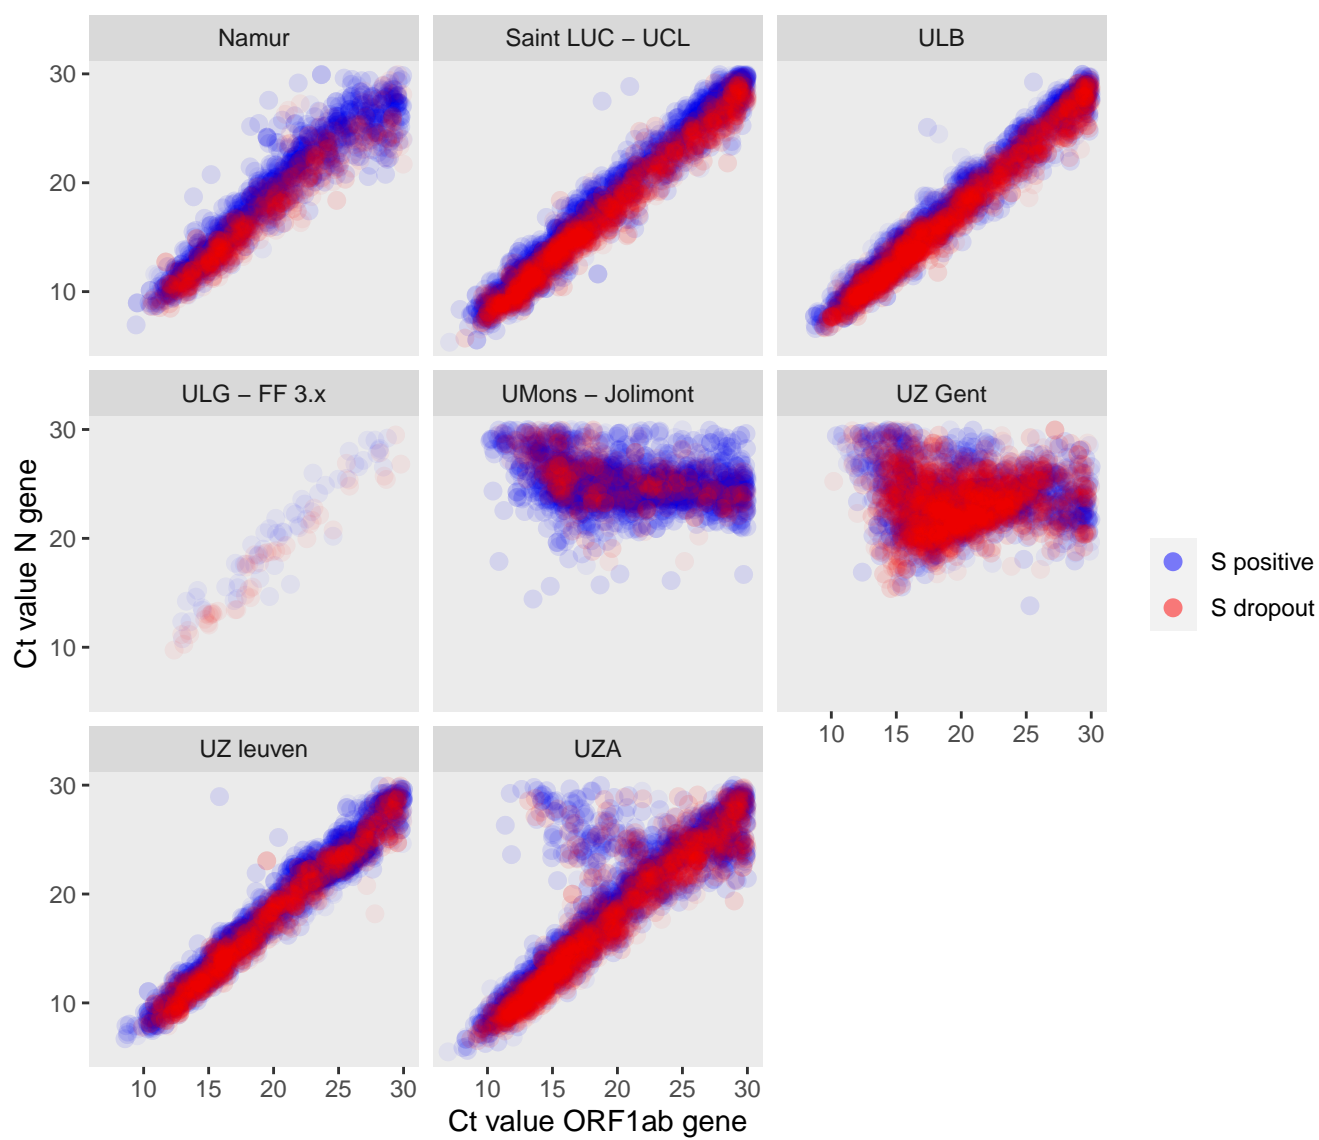 Namur
Saint LUC − UCL
ULB
30
20
10
ULG − FF 3.x
UMons − Jolimont
UZ Gent
30
20
10
10 15 20 25 30
S positive
S dropout
UZ leuven
UZA
30
20
10
10 15 20 25 30
10 15 20 25 30
Ct value ORF1ab gene
Ct value N gene